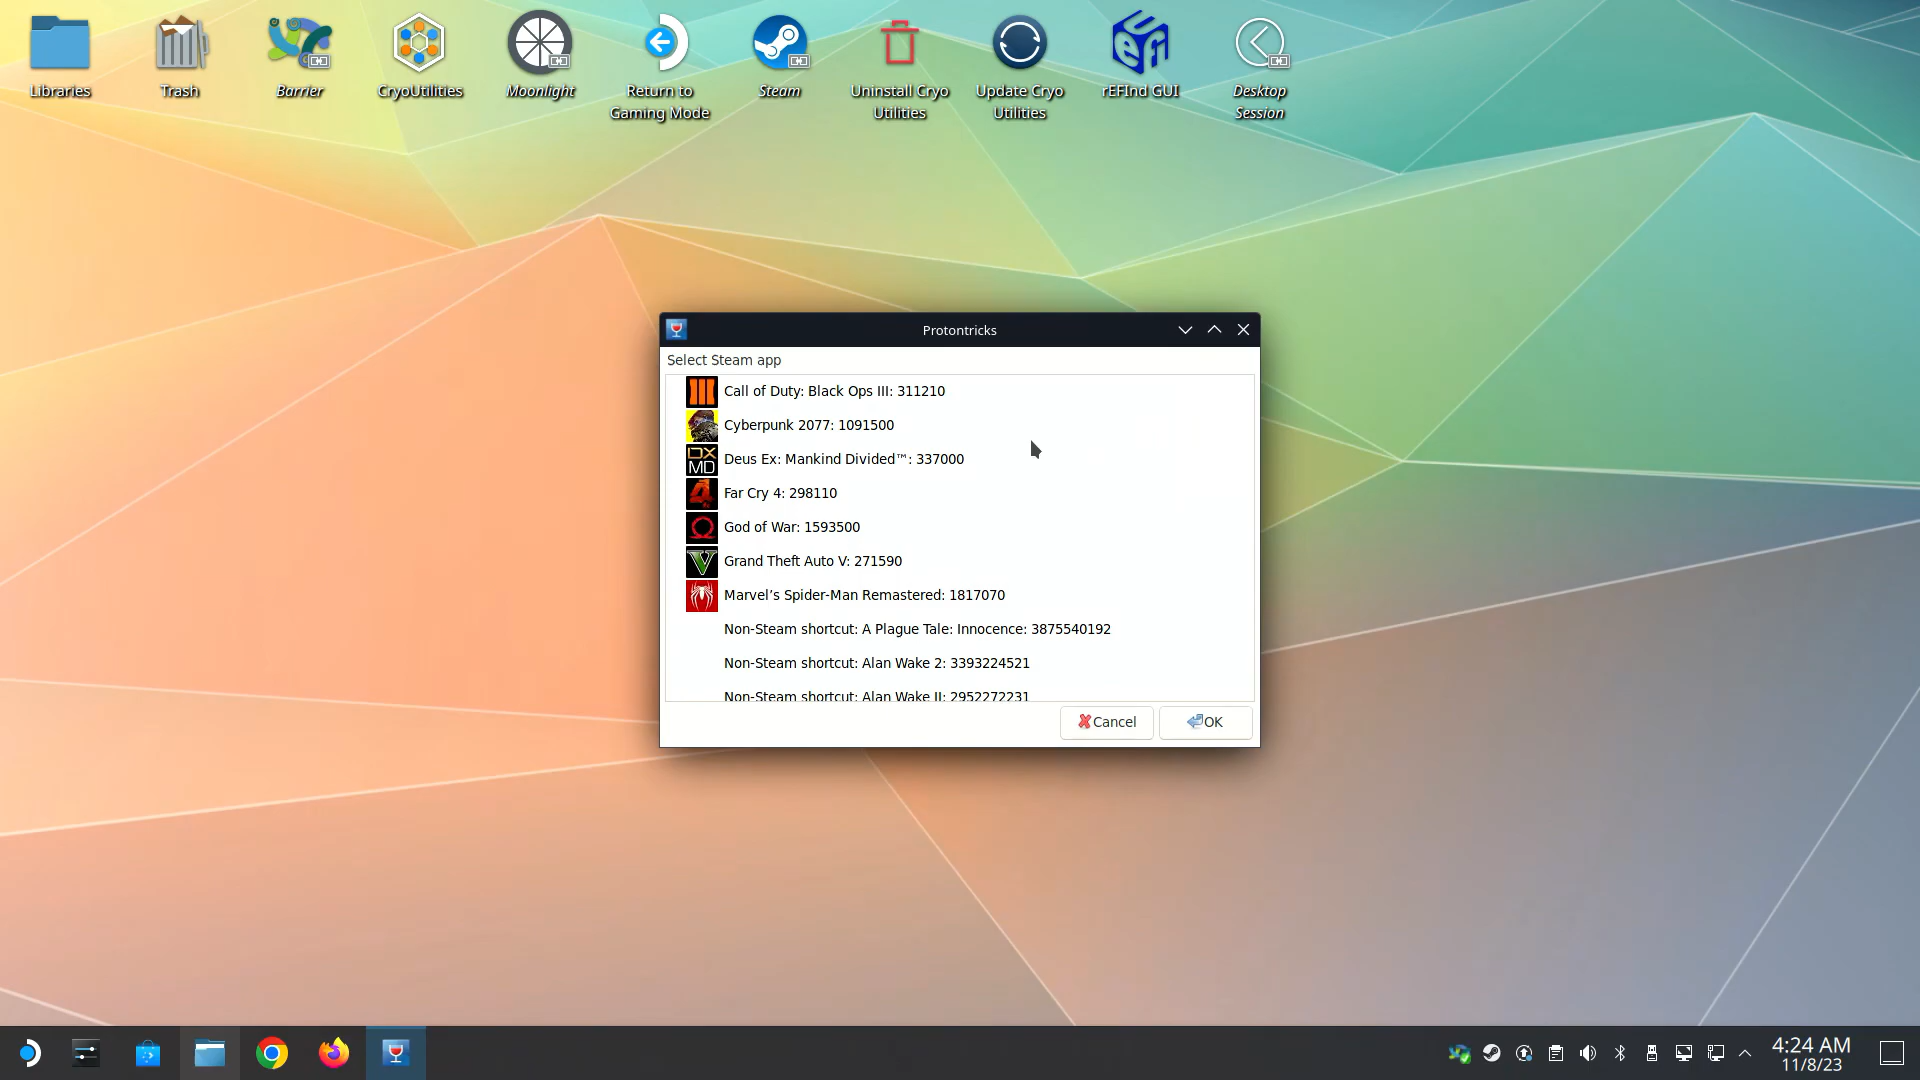 Libraries
Trash
Barrier
CryoUtilities
Moonlight
Return to
Gaming Mode
Steam
Uninstall Cryo
Utilities
Update Cryo
Utilities
rEFInd GUI
Desktop
Session
Protontricks
Select Steam app
Call of Duty: Black Ops III: 311210
Cyberpunk 2077: 1091500
DX
MD
Deus Ex: Mankind Divided™: 337000
Far Cry 4: 298110
God of War: 1593500
Grand Theft Auto V: 271590
Marvel’s Spider-Man Remastered: 1817070
Non-Steam shortcut: A Plague Tale: Innocence: 3875540192
Non-Steam shortcut: Alan Wake 2: 3393224521
Non-Steam shortcut: Alan Wake II: 2952272231
Cancel
OK
4:24 AM
11/8/23